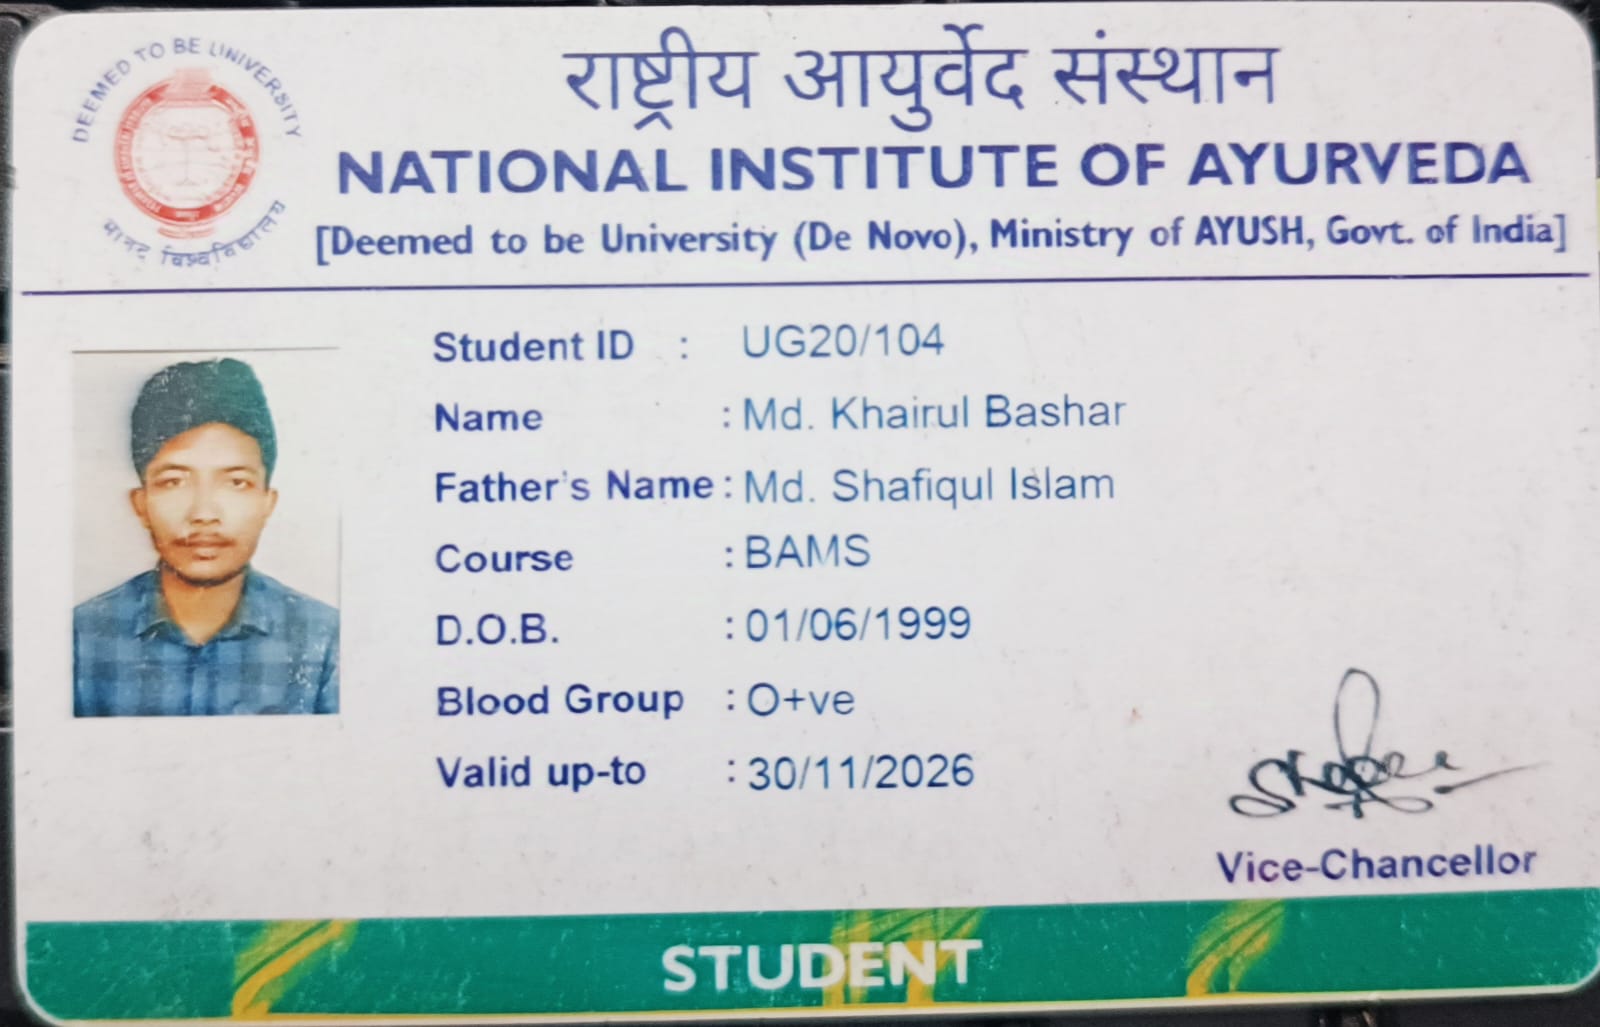 DEEMED TO BE UNIVERSITY
मानद विश्वविद्यालय
राष्ट्रीय आयुर्वेद संस्थान
NATIONAL INSTITUTE OF AYURVEDA
[Deemed to be University (De Novo), Ministry of AYUSH, Govt. of India]
Student ID : UG20/104
Name : Md. Khairul Bashar
Father's Name : Md. Shafiqul Islam
Course : BAMS
D.O.B. : 01/06/1999
Blood Group : O+ve
Valid up-to : 30/11/2026
Vice-Chancellor
STUDENT